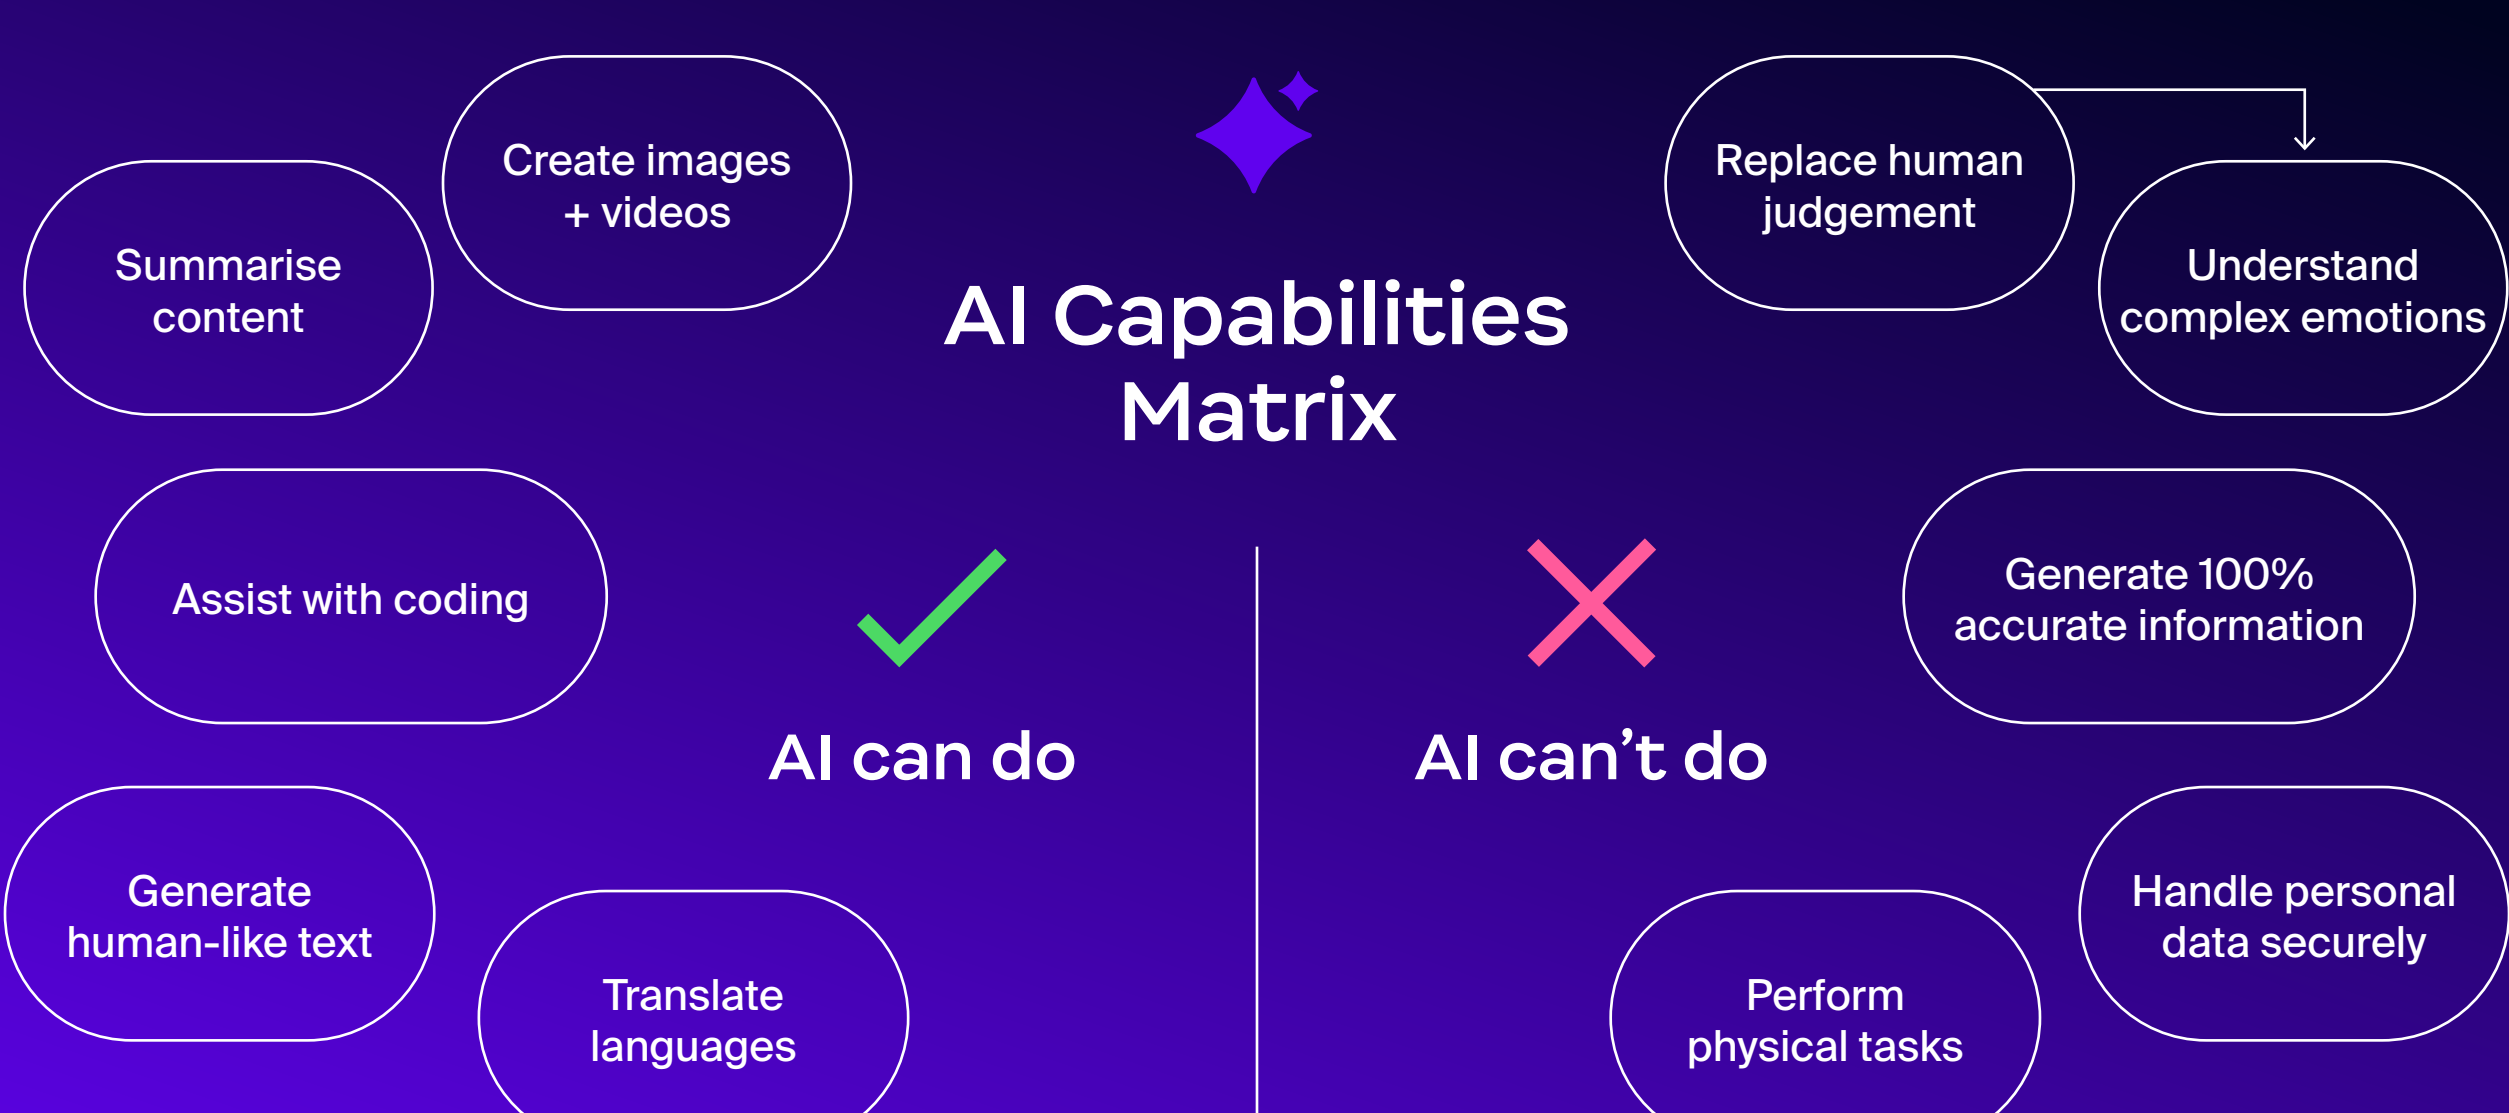 AI Capabilities
Matrix
AI can do
Create images
+ videos
Summarise
content
Assist with coding
Generate
human-like text
Translate
languages
AI can’t do
Replace human
judgement
Understand
complex emotions
Generate 100%
accurate information
Handle personal
data securely
Perform
physical tasks